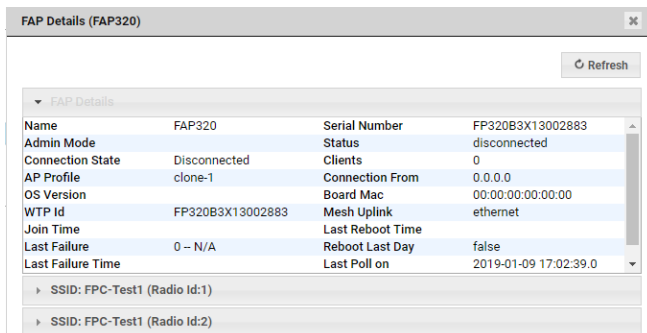 FAP Details (FAP320)
Refresh
FAP Details
Name FAP320 Serial Number FP320B3X13002883
Admin Mode Status disconnected
Connection State Disconnected Clients 0
AP Profile clone-1 Connection From 0.0.0.0
OS Version Board Mac 00:00:00:00:00:00
WTP Id FP320B3X13002883 Mesh Uplink ethernet
Join Time Last Reboot Time
Last Failure 0 -- N/A Reboot Last Day false
Last Failure Time Last Poll on 2019-01-09 17:02:39.0
SSID: FPC-Test1 (Radio Id:1)
SSID: FPC-Test1 (Radio Id:2)